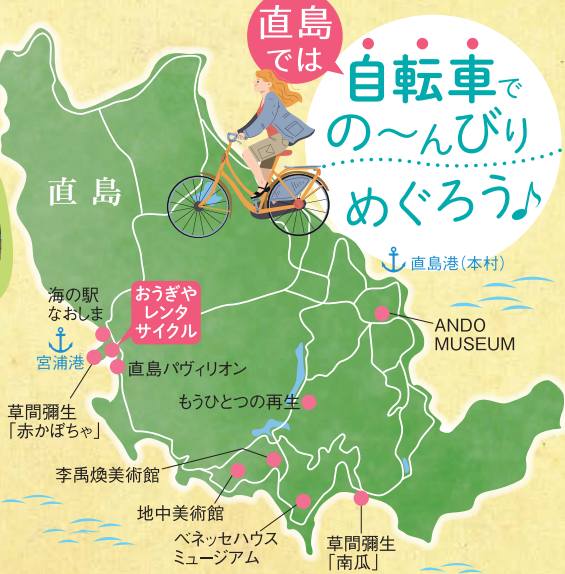 直島
では
自転車で
の〜んびり
めぐろう♪
直島
直島港(本村)
海の駅
なおしま
おうぎや
レンタ
サイクル
宮浦港
ANDO
MUSEUM
直島パヴィリオン
草間彌生
「赤かぼちゃ」
もうひとつの再生
李禹煥美術館
地中美術館
ベネッセハウス
ミュージアム
草間彌生
「南瓜」